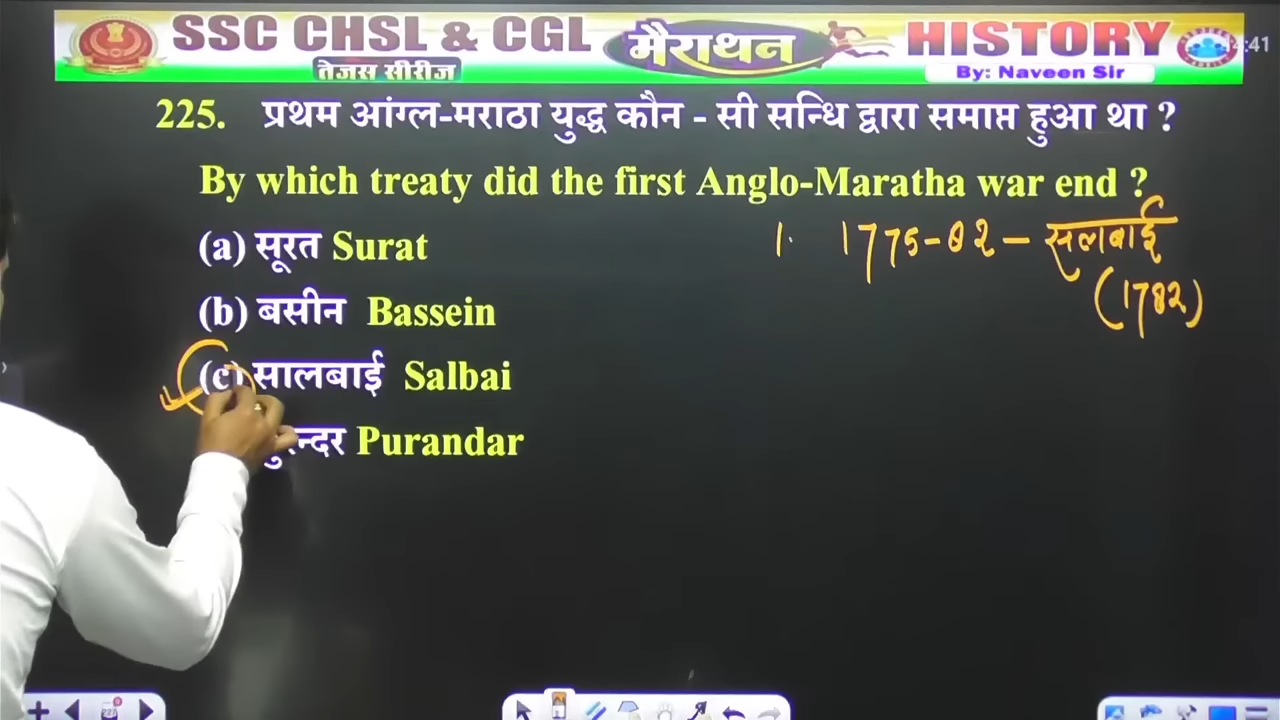 SSC CHSL & CGL मैराथन HISTORY
तेजस सीरीज By: Naveen Sir
:41
225. प्रथम आंग्ल-मराठा युद्ध कौन - सी सन्धि द्वारा समाप्त हुआ था ?
By which treaty did the first Anglo-Maratha war end ?
(a) सूरत Surat
1. 1775-82 – सलबाई
(1782)
(b) बसीन Bassein
(c) सालबाई Salbai
Purandar